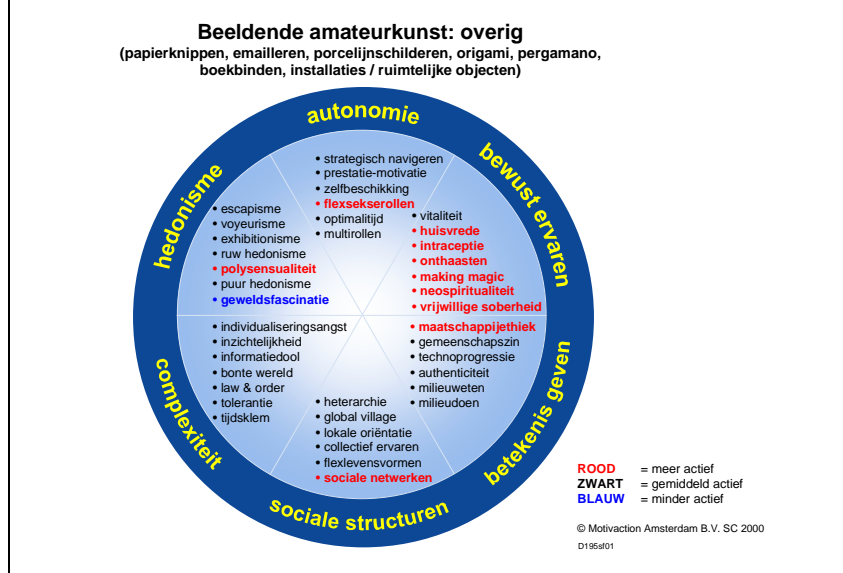 Beeldende amateurkunst: overig
(papierknippen, emailleren, porcelijnschilderen, origami, pergamano,
boekbinden, installaties / ruimtelijke objecten)
autonomie
• strategisch navigeren
• prestatie-motivatie
• zelfbeschikking
• flexsekserollen
• optimalitijd
• multirollen
bewust ervaren
• vitaliteit
• huisvrede
• intraceptie
• onthaasten
• making magic
• neospiritualiteit
• vrijwillige soberheid
betekenis geven
• maatschappijethiek
• gemeenschapszin
• technoprogressie
• authenticiteit
• milieuweten
• milieudoen
sociale structuren
• heterarchie
• global village
• lokale oriëntatie
• collectief ervaren
• flexlevensvormen
• sociale netwerken
complexiteit
• individualiseringsangst
• inzichtelijkheid
• informatiedool
• bonte wereld
• law & order
• tolerantie
• tijdsklem
hedonisme
• escapisme
• voyeurisme
• exhibitionisme
• ruw hedonisme
• polysensualiteit
• puur hedonisme
• geweldsfascinatie
ROOD = meer actief
ZWART = gemiddeld actief
BLAUW = minder actief
© Motivaction Amsterdam B.V. SC 2000
D195sf01